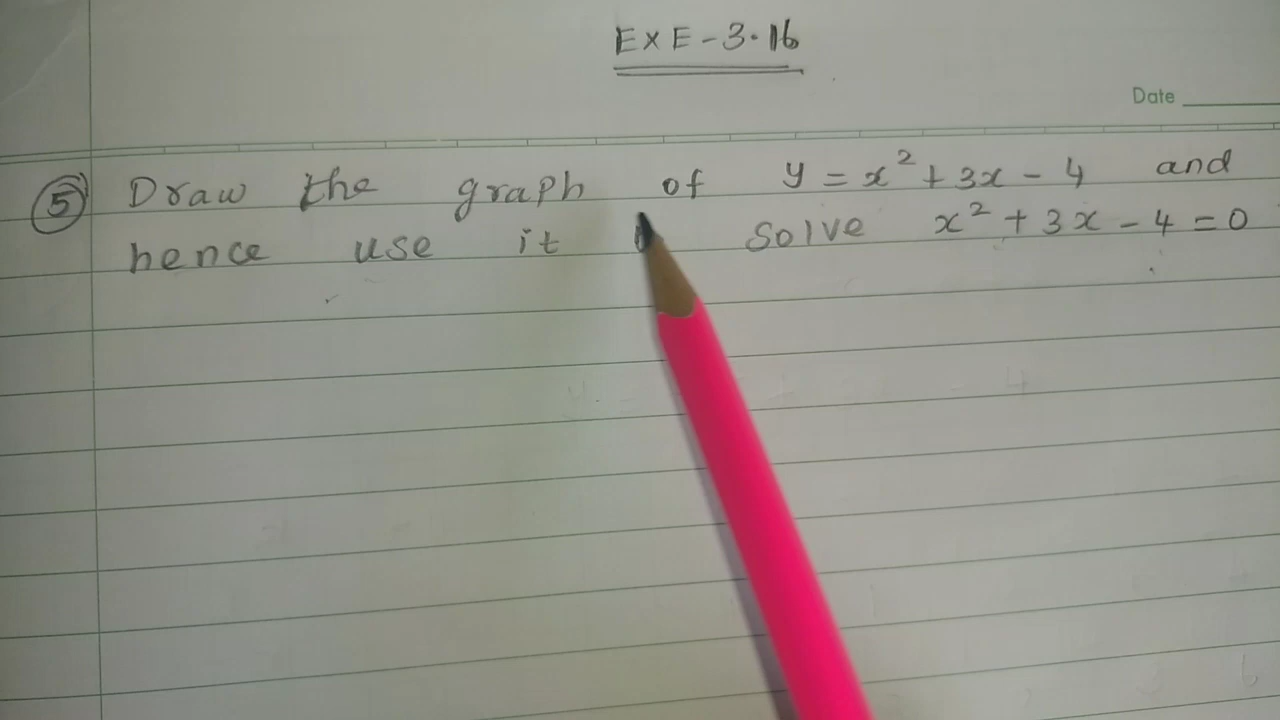 EXE-3.16
Date
⑤ Draw the graph of y = x² + 3x - 4 and
hence use it solve x² + 3x - 4 = 0